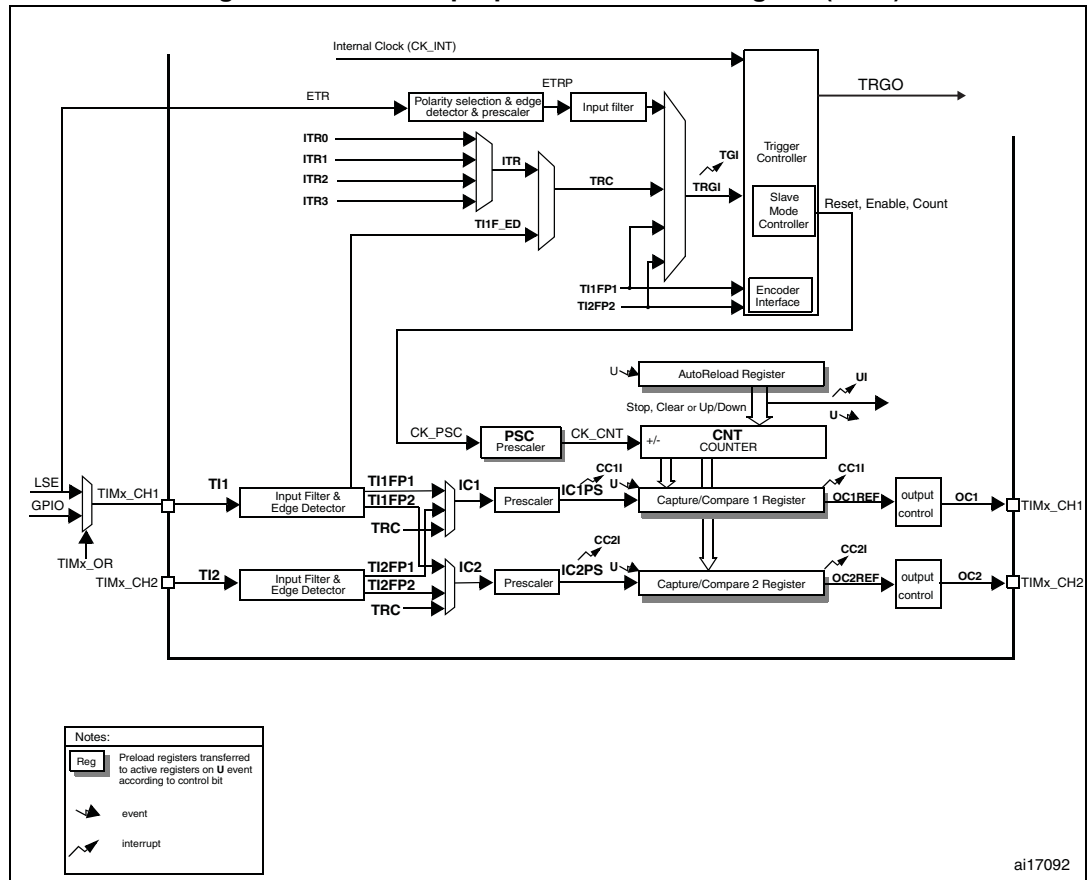 Internal Clock (CK_INT)
TRGO
ETR
ETRP
Polarity selection & edge
detector & prescaler
Input filter
Trigger
Controller
ITR0
ITR1
ITR2
ITR3
ITR
TRC
TGI
TRGI
TI1F_ED
Slave
Mode
Controller
Reset, Enable, Count
TI1FP1
TI2FP2
Encoder
Interface
U
AutoReload Register
UI
Stop, Clear or Up/Down
U
CK_PSC
PSC
Prescaler
CK_CNT
+/-
CNT
COUNTER
LSE
GPIO
TIMx_CH1
TI1
Input Filter &
Edge Detector
TI1FP1
TI1FP2
TRC
IC1
Prescaler
IC1PS
CC1I
U
Capture/Compare 1 Register
CC1I
OC1REF
output
control
OC1
TIMx_CH1
TIMx_OR
TIMx_CH2
TI2
Input Filter &
Edge Detector
TI2FP1
TI2FP2
TRC
IC2
Prescaler
IC2PS
CC2I
U
Capture/Compare 2 Register
CC2I
OC2REF
output
control
OC2
TIMx_CH2
Notes:
Reg
Preload registers transferred
to active registers on U event
according to control bit
event
interrupt
ai17092